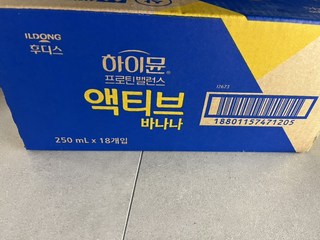 ILDONG
후디스
하이뮨
프로틴밸런스
액티브
바나나
250 mL x 18개입
18801157471205